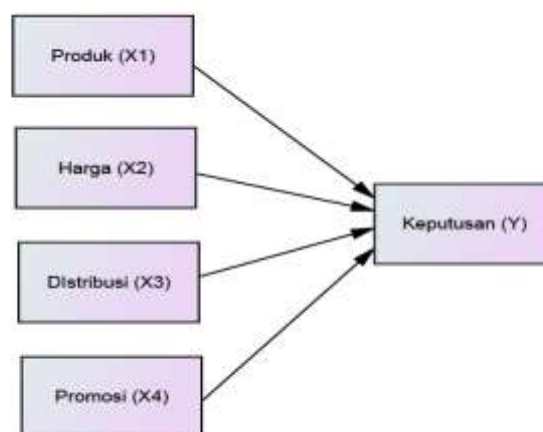 Produk (X1)
Harga (X2)
Keputusan (Y)
DIstribusi (X3)
Promosi (X4)